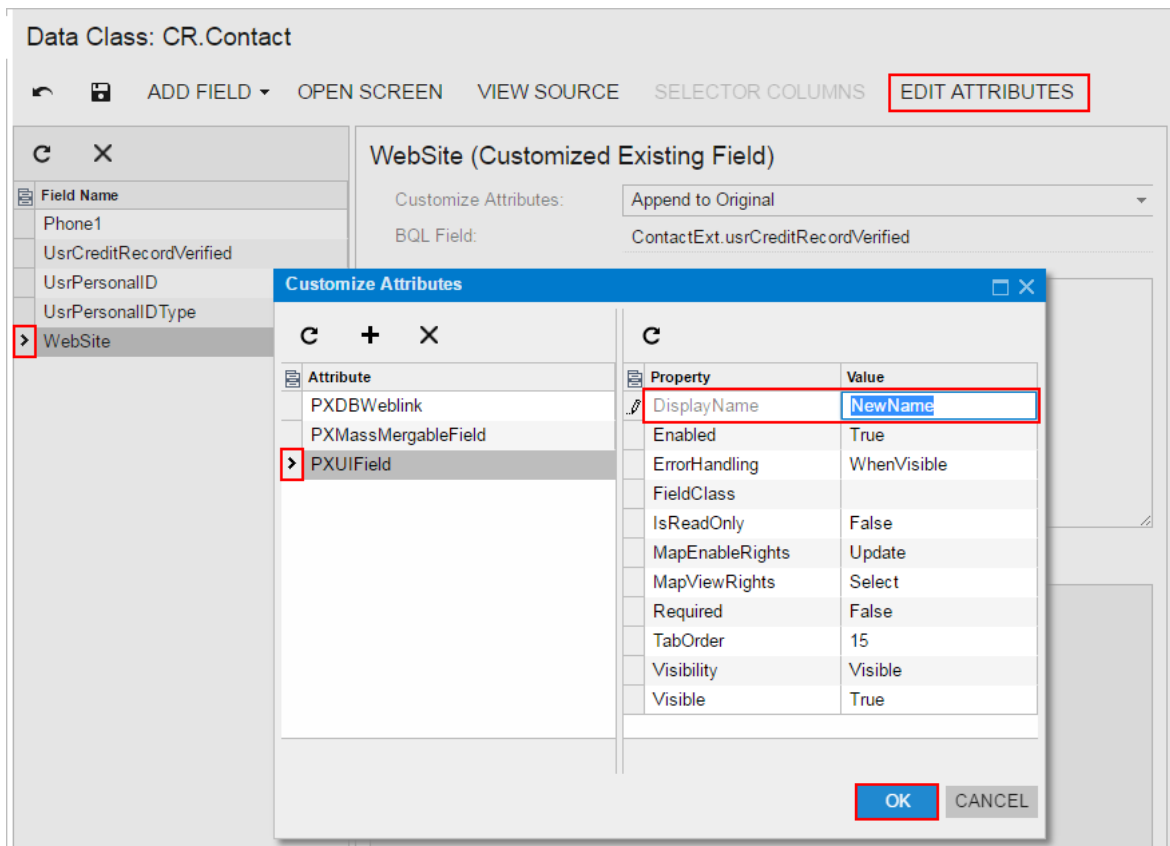 Data Class: CR.Contact
ADD FIELD OPEN SCREEN VIEW SOURCE SELECTOR COLUMNS EDIT ATTRIBUTES
Field Name
Phone1
UsrCreditRecordVerified
UsrPersonalID
UsrPersonalIDType
WebSite
WebSite (Customized Existing Field)
Customize Attributes: Append to Original
BQL Field: ContactExt.usrCreditRecordVerified
Customize Attributes
Attribute
PXDBWeblink
PXMassMergableField
PXUIField
Property Value
DisplayName NewName
Enabled True
ErrorHandling WhenVisible
FieldClass
IsReadOnly False
MapEnableRights Update
MapViewRights Select
Required False
TabOrder 15
Visibility Visible
Visible True
OK CANCEL